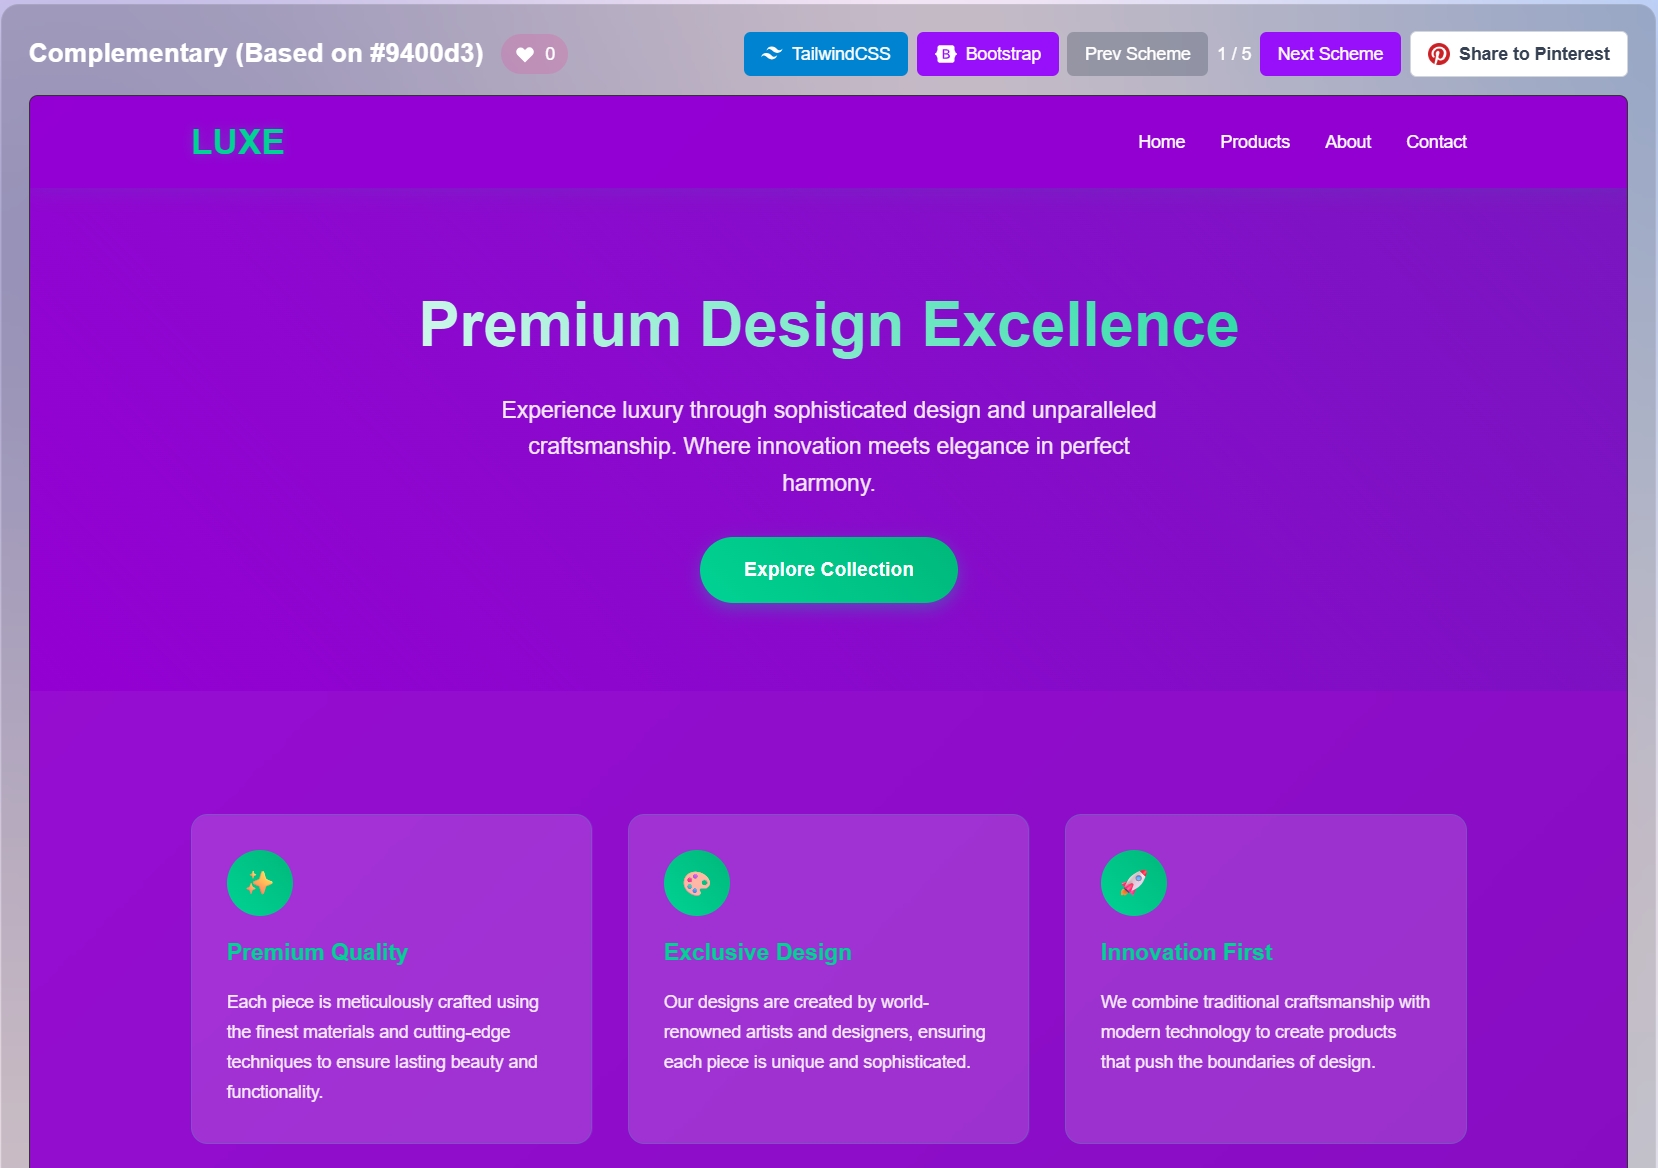 Complementary (Based on #9400d3)
0
TailwindCSS
Bootstrap
Prev Scheme
1 / 5
Next Scheme
Share to Pinterest
LUXE
Home
Products
About
Contact
Premium Design Excellence
Experience luxury through sophisticated design and unparalleled
craftsmanship. Where innovation meets elegance in perfect
harmony.
Explore Collection
Premium Quality
Each piece is meticulously crafted using
the finest materials and cutting-edge
techniques to ensure lasting beauty and
functionality.
Exclusive Design
Our designs are created by world-
renowned artists and designers, ensuring
each piece is unique and sophisticated.
Innovation First
We combine traditional craftsmanship with
modern technology to create products
that push the boundaries of design.